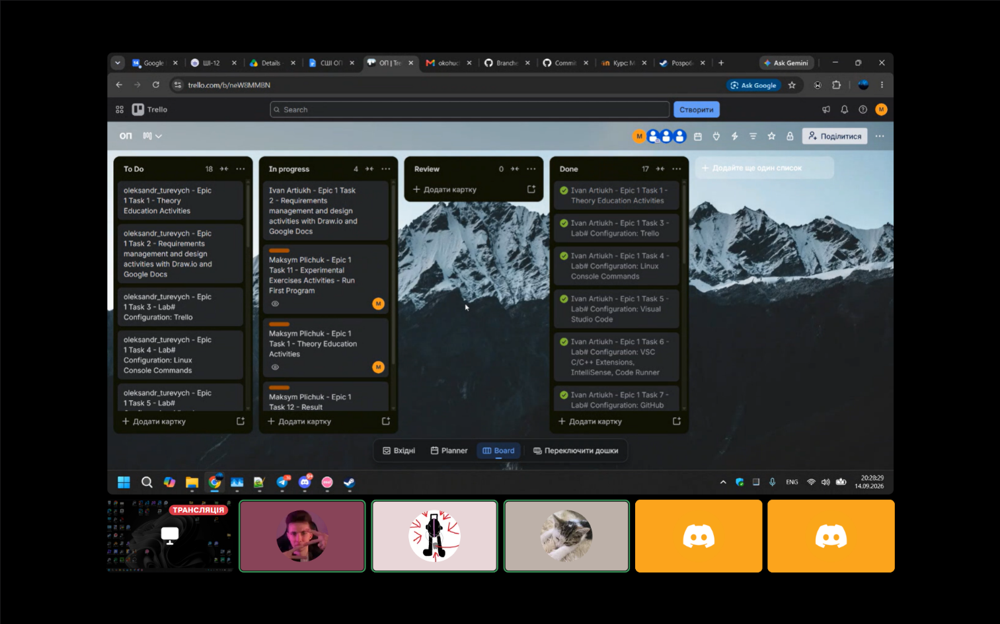 Google
ШІ-12
Details
СШІ ОП
ОП | Tre
okohuc
Branche
Commit
Курс: М
Розроб
Ask Gemini
trello.com/b/neW8MM8N
Ask Google
Trello
Search
Створити
M
ОП
M
Поділитися
To Do 18
oleksandr_turevych - Epic
1 Task 1 - Theory
Education Activities
oleksandr_turevych - Epic
1 Task 2 - Requirements
management and design
activities with Draw.io and
Google Docs
oleksandr_turevych - Epic
1 Task 3 - Lab#
Configuration: Trello
oleksandr_turevych - Epic
1 Task 4 - Lab#
Configuration: Linux
Console Commands
oleksandr_turevych - Epic
1 Task 5 - Lab#
Додати картку
In progress 4
Ivan Artiukh - Epic 1 Task
2 - Requirements
management and design
activities with Draw.io and
Google Docs
Maksym Plichuk - Epic 1
Task 11 - Experimental
Exercises Activities - Run
First Program
M
Maksym Plichuk - Epic 1
Task 1 - Theory Education
Activities
M
Maksym Plichuk - Epic 1
Task 12 - Result
Додати картку
Review 0
Додати картку
Done 17
Ivan Artiukh - Epic 1 Task 1 -
Theory Education Activities
Ivan Artiukh - Epic 1 Task 3 -
Lab# Configuration: Trello
Ivan Artiukh - Epic 1 Task 4 -
Lab# Configuration: Linux
Console Commands
Ivan Artiukh - Epic 1 Task 5 -
Lab# Configuration: Visual
Studio Code
Ivan Artiukh - Epic 1 Task 6 -
Lab# Configuration: VSC
C/C++ Extensions,
IntelliSense, Code Runner
Ivan Artiukh - Epic 1 Task 7 -
Lab# Configuration: GitHub
Додати картку
Додайте ще один список
Вхідні
Planner
Board
Переключити дошки
ENG
20:28:29
14.09.2026
ТРАНСЛЯЦІЯ